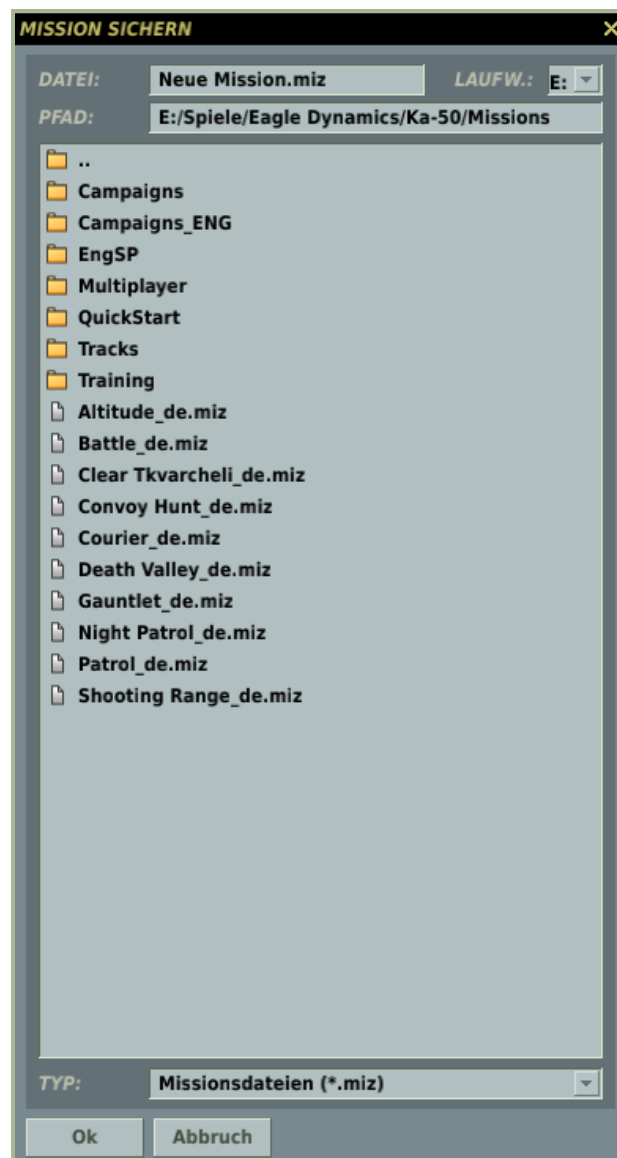 MISSION SICHERN
DATEI: Neue Mission.miz LAUFW.: E:
PFAD: E:/Spiele/Eagle Dynamics/Ka-50/Missions
..
Campaigns
Campaigns_ENG
EngSP
Multiplayer
QuickStart
Tracks
Training
Altitude_de.miz
Battle_de.miz
Clear Tkvarcheli_de.miz
Convoy Hunt_de.miz
Courier_de.miz
Death Valley_de.miz
Gauntlet_de.miz
Night Patrol_de.miz
Patrol_de.miz
Shooting Range_de.miz
TYP: Missionsdateien (*.miz)
Ok Abbruch